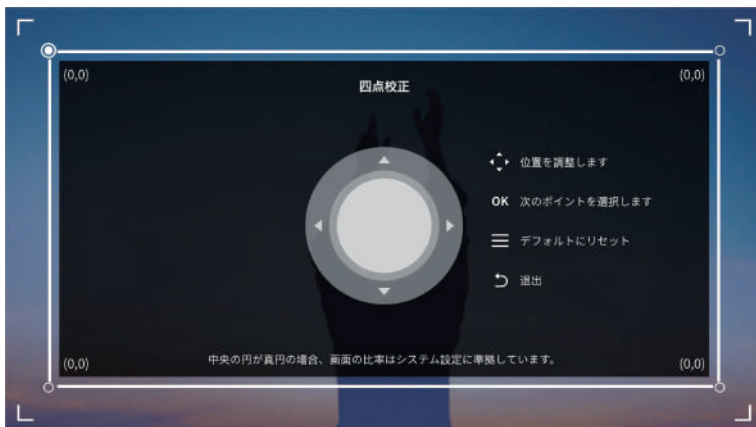 (0,0)
(0,0)
四点校正
位置を調整します
OK 次のポイントを選択します
デフォルトにリセット
退出
(0,0)
中央の円が真円の場合、画面の比率はシステム設定に準拠しています。
(0,0)